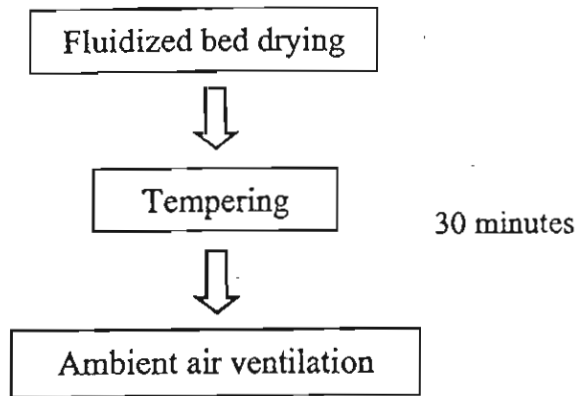 Fluidized bed drying
Tempering
30 minutes
Ambient air ventilation